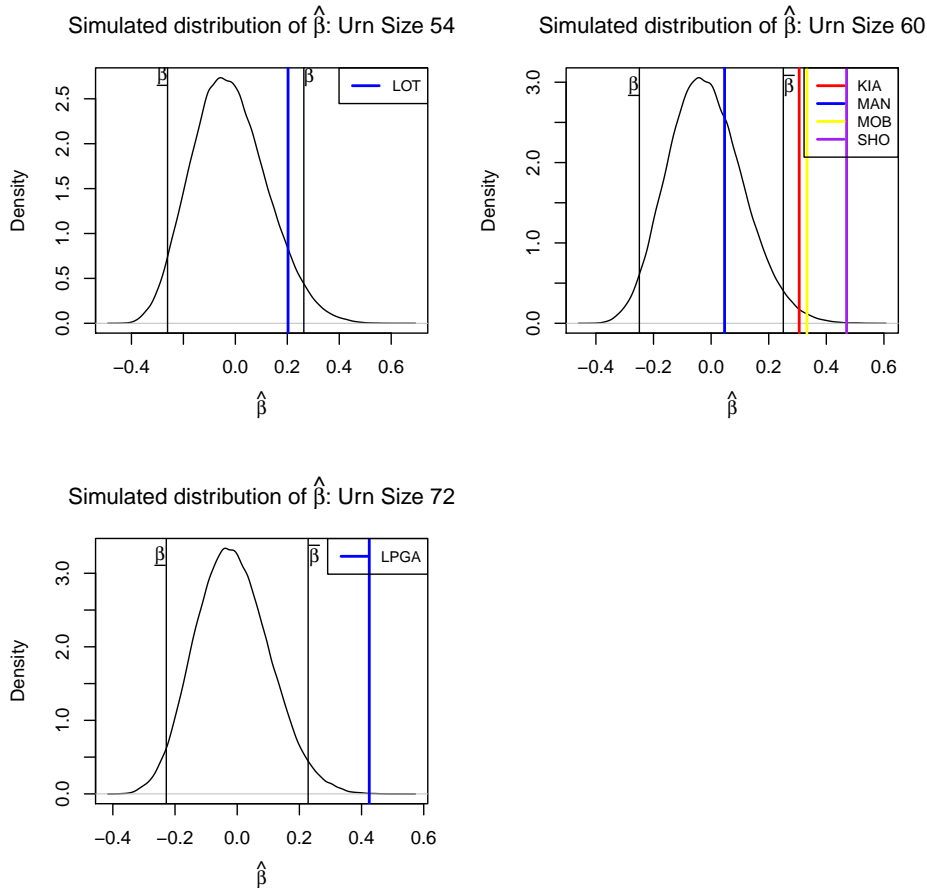 Simulated distribution of β̂: Urn Size 54
Density
0.0 0.5 1.0 1.5 2.0 2.5
β̲ β̅
LOT
−0.4 0.0 0.2 0.4 0.6
β̂
Simulated distribution of β̂: Urn Size 60
Density
0.0 1.0 2.0 3.0
β̲ β̅
KIA
MAN
MOB
SHO
−0.4 0.0 0.2 0.4 0.6
β̂
Simulated distribution of β̂: Urn Size 72
Density
0.0 1.0 2.0 3.0
β̲ β̅
LPGA
−0.4 −0.2 0.0 0.2 0.4 0.6
β̂